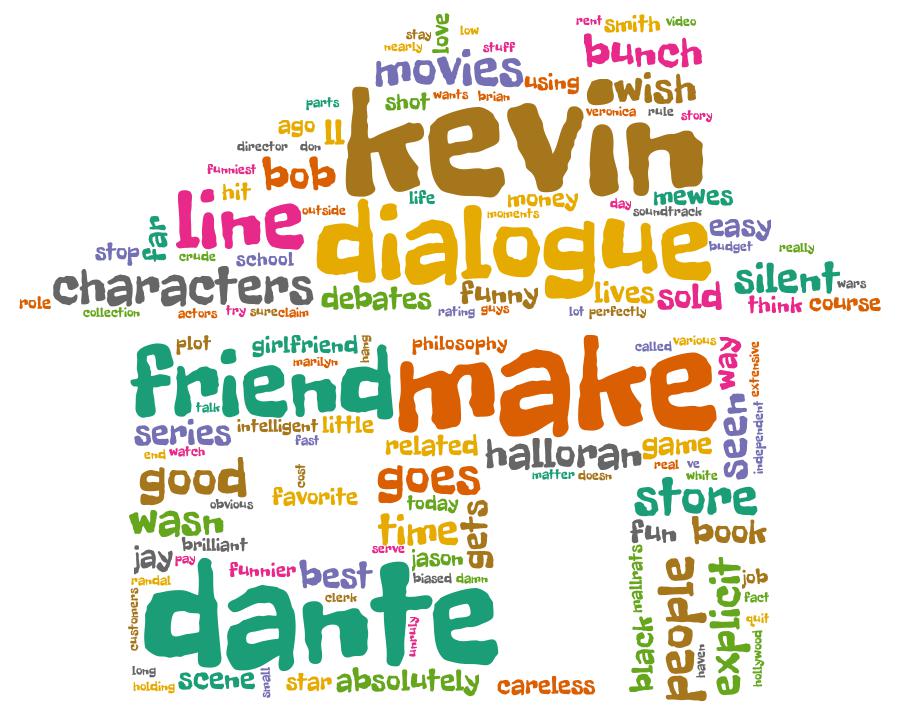 rent smith video
stay love low
nearly stuff bunch
movies using wish
parts shot wants brian veronica rule story
ago ll kevin
director don
funniest bob
hit life money mewes
line outside moments day soundtrack
far dialogue easy
stop crude school budget really
characters silent wars
role debates funny lives sold think course
collection actors try sure claim rating guys lot perfectly
plot girlfriend hang philosophy called various way
marilyn extensive
friend make
talk
series intelligent little seen
end watch fast related halloran game independent
real ve
good cost matter doesn white
obvious favorite goes store
wasn today
time gets fun book
brilliant serve
jay pay jason
randal funnier best biased damn mallrats people explicit job
clerk fact
customers dante unruly black quit
haven hollywood
long
holding scene small star absolutely careless